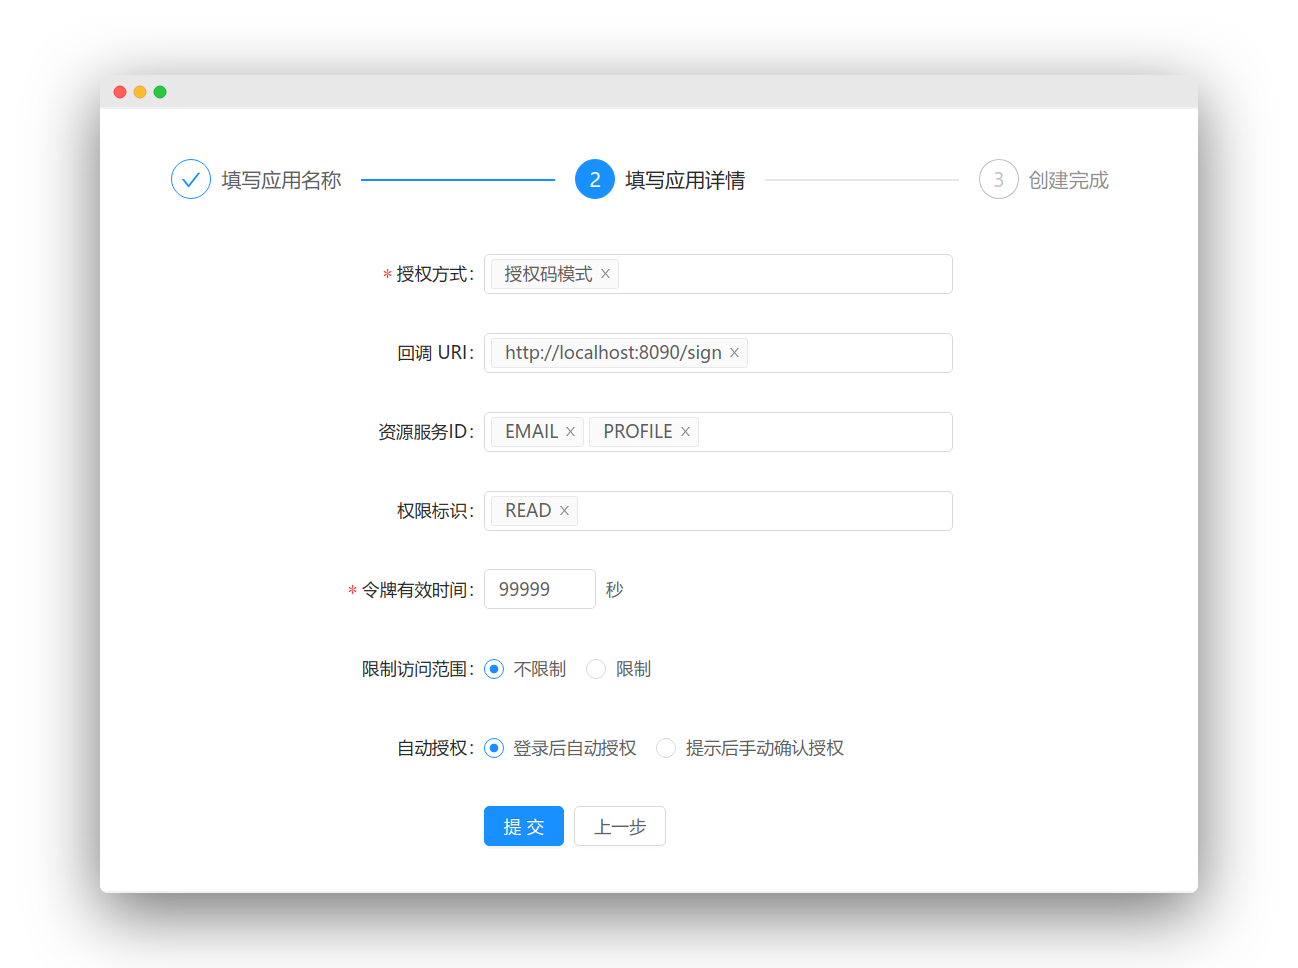 填写应用名称 2 填写应用详情 3 创建完成
* 授权方式: 授权码模式 ×
回调 URI: http://localhost:8090/sign ×
资源服务ID: EMAIL × PROFILE ×
权限标识: READ ×
* 令牌有效时间: 99999 秒
限制访问范围: 不限制 限制
自动授权: 登录后自动授权 提示后手动确认授权
提 交 上一步